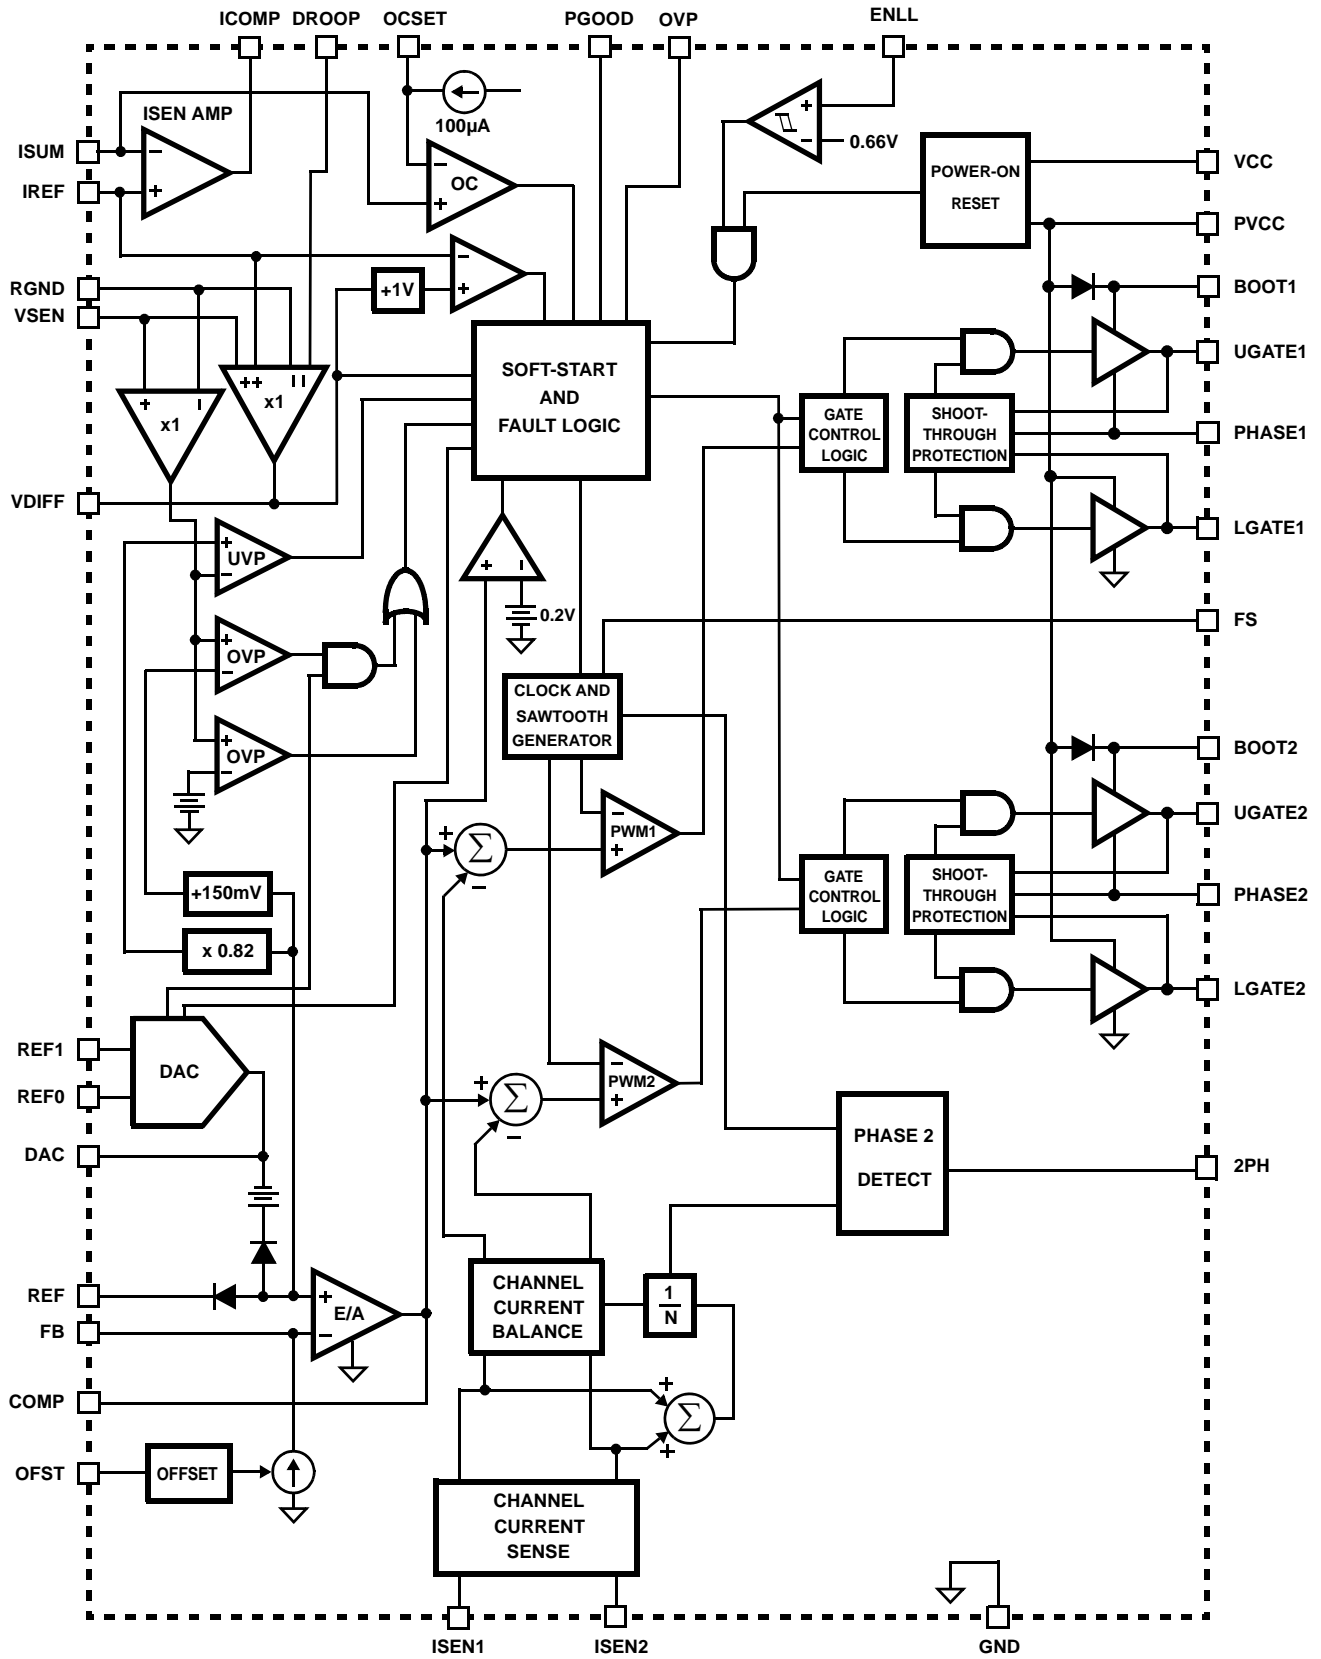 ICOMP DROOP OCSET PGOOD OVP ENLL
ISEN AMP
100µA
ISUM
IREF
−
+
−
+
OC
+
−
0.66V
POWER-ON
RESET
VCC
PVCC
RGND
VSEN
+1V
−
+
BOOT1
UGATE1
PHASE1
LGATE1
SOFT-START
AND
FAULT LOGIC
GATE
CONTROL
LOGIC
SHOOT-
THROUGH
PROTECTION
+ −
x1
++ −−
x1
VDIFF
+
UVP
−
+ −
0.2V
+
OVP
−
+
OVP
−
FS
CLOCK AND
SAWTOOTH
GENERATOR
BOOT2
UGATE2
PHASE2
LGATE2
−
PWM1
+
+
Σ
−
GATE
CONTROL
LOGIC
SHOOT-
THROUGH
PROTECTION
+150mV
x 0.82
REF1
REF0
DAC
DAC
+
Σ
−
−
PWM2
+
PHASE 2
DETECT
2PH
REF
FB
+
E/A
−
CHANNEL
CURRENT
BALANCE
1
N
COMP
+
Σ
+
OFST
OFFSET
CHANNEL
CURRENT
SENSE
ISEN1
ISEN2
GND